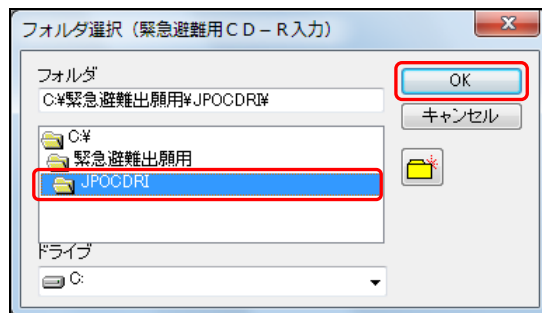 フォルダ選択（緊急避難用ＣＤ－Ｒ入力）
フォルダ
C:¥緊急避難出願用¥JPOCDRI¥
C:¥
緊急避難出願用
JPOCDRI
ドライブ
C:
OK
キャンセル